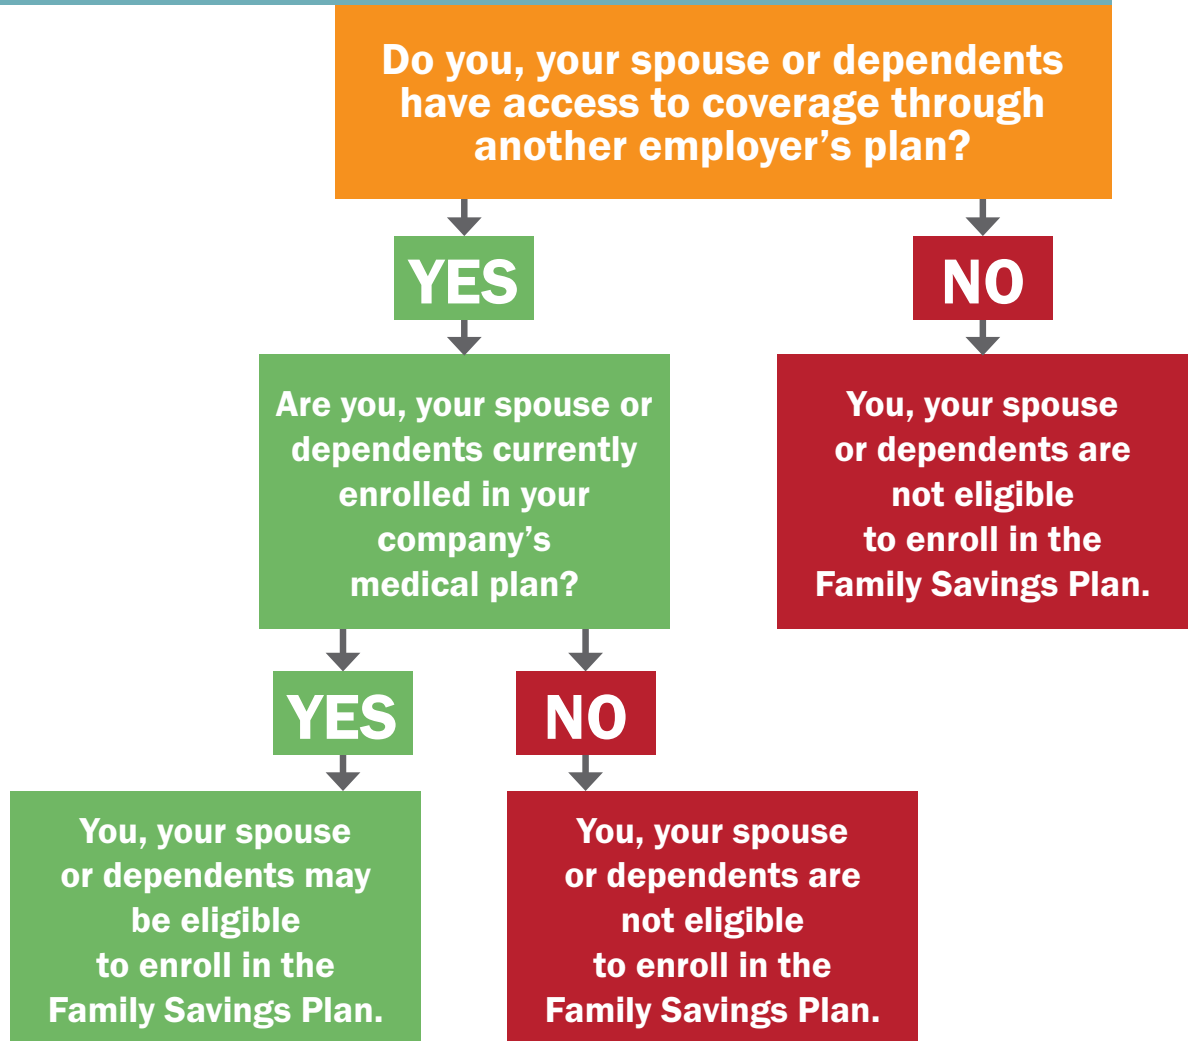 Do you, your spouse or dependents
have access to coverage through
another employer’s plan?
YES
NO
Are you, your spouse or
dependents currently
enrolled in your
company’s
medical plan?
You, your spouse
or dependents are
not eligible
to enroll in the
Family Savings Plan.
YES
NO
You, your spouse
or dependents may
be eligible
to enroll in the
Family Savings Plan.
You, your spouse
or dependents are
not eligible
to enroll in the
Family Savings Plan.